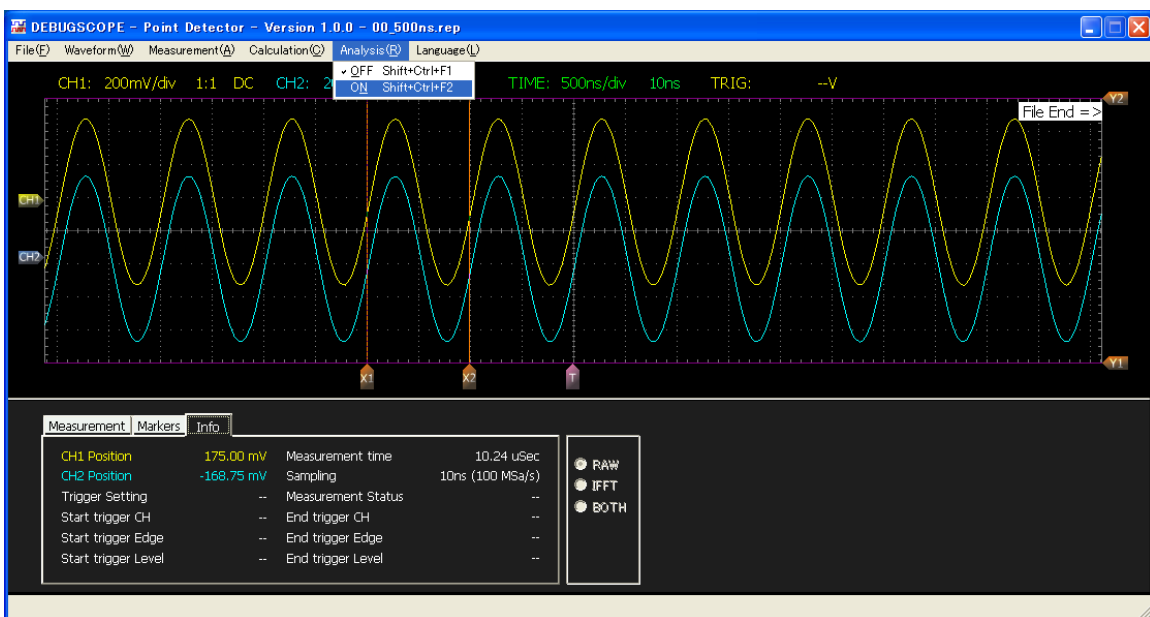 DEBUGSCOPE - Point Detector - Version 1.0.0 - 00_500ns.rep
File(F) Waveform(W) Measurement(A) Calculation(C) Analysis(R) Language(L)
✓ OFF Shift+Ctrl+F1
ON Shift+Ctrl+F2
CH1: 200mV/div 1:1 DC CH2: TIME: 500ns/div 10ns TRIG: --V
Y2
File End =>
CH1
CH2
Y1
X1 X2 T
Measurement Markers Info
CH1 Position 175.00 mV Measurement time 10.24 uSec
CH2 Position -168.75 mV Sampling 10ns (100 MSa/s)
Trigger Setting -- Measurement Status --
Start trigger CH -- End trigger CH --
Start trigger Edge -- End trigger Edge --
Start trigger Level -- End trigger Level --
RAW
IFFT
BOTH